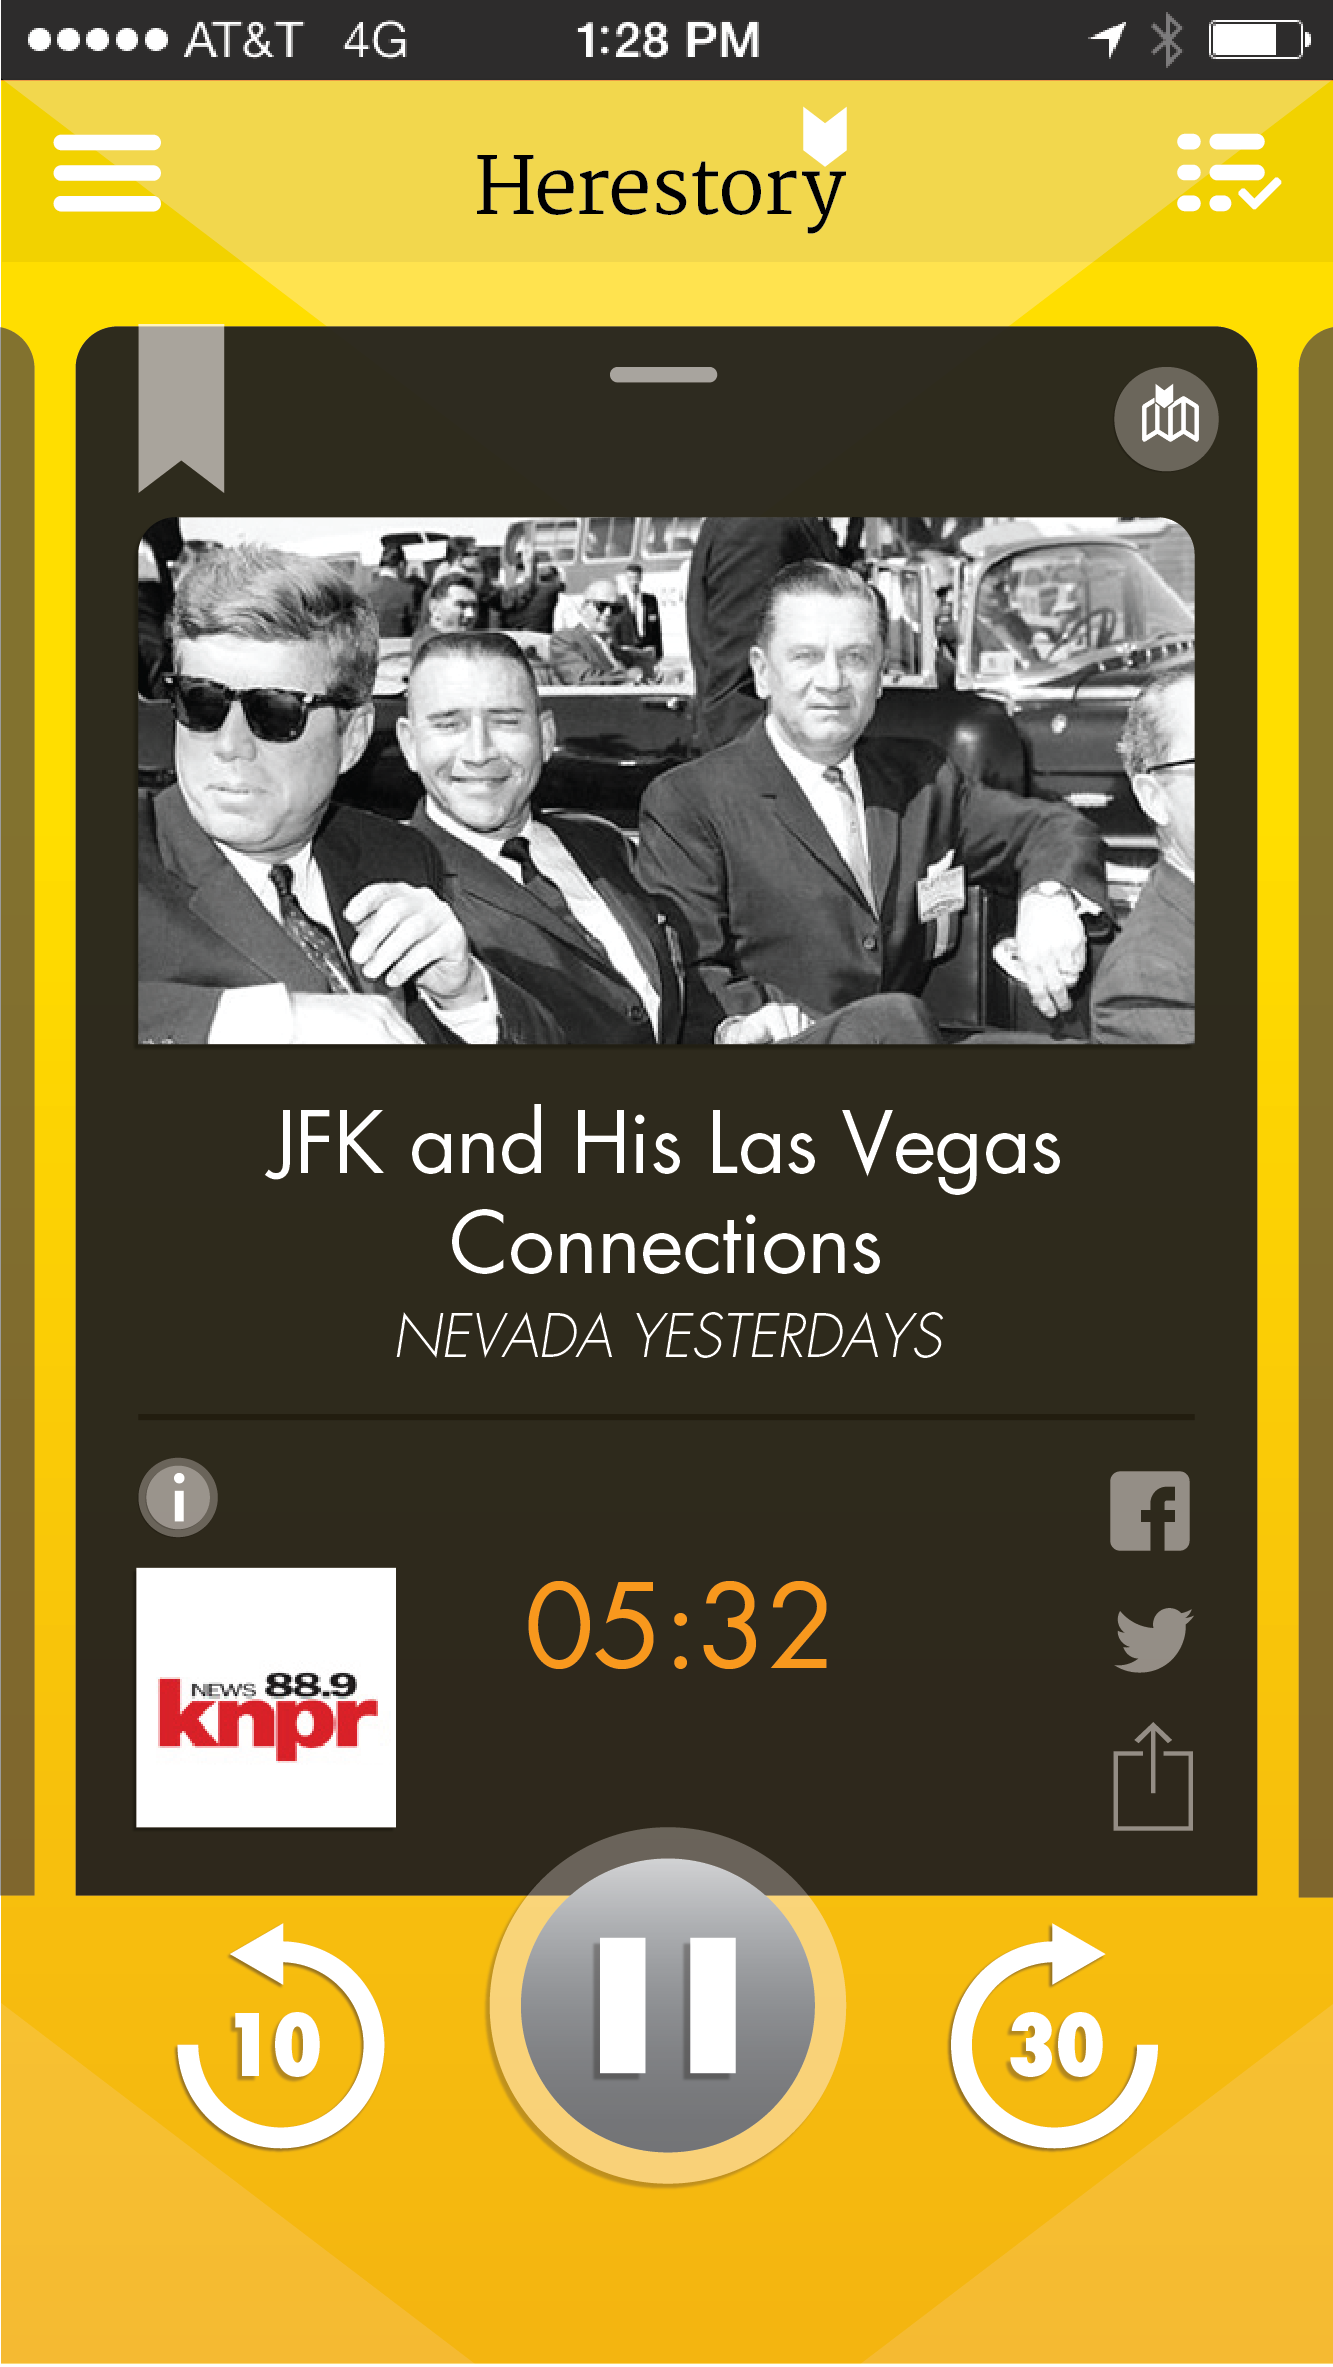 AT&T 4G 1:28 PM
Herestory
JFK and His Las Vegas
Connections
NEVADA YESTERDAYS
i
f
NEWS 88.9
knpr
05:32
10
30